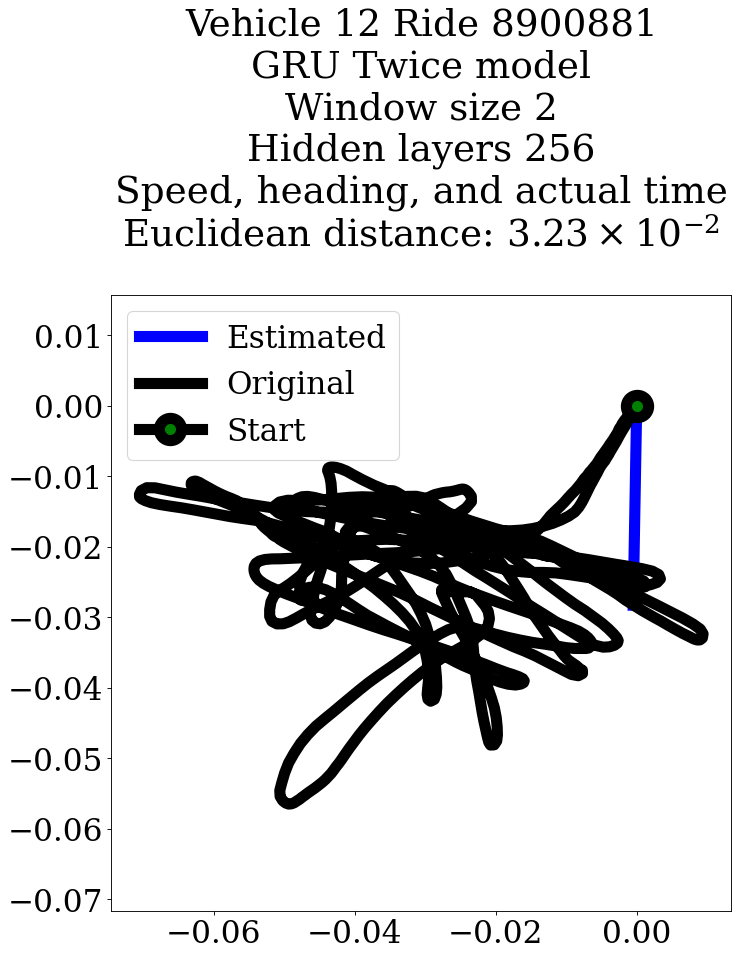 Vehicle 12 Ride 8900881
GRU Twice model
Window size 2
Hidden layers 256
Speed, heading, and actual time
Euclidean distance: 3.23 × 10⁻²
Estimated
Original
Start
0.01
0.00
−0.01
−0.02
−0.03
−0.04
−0.05
−0.06
−0.07
−0.06 −0.04 −0.02 0.00